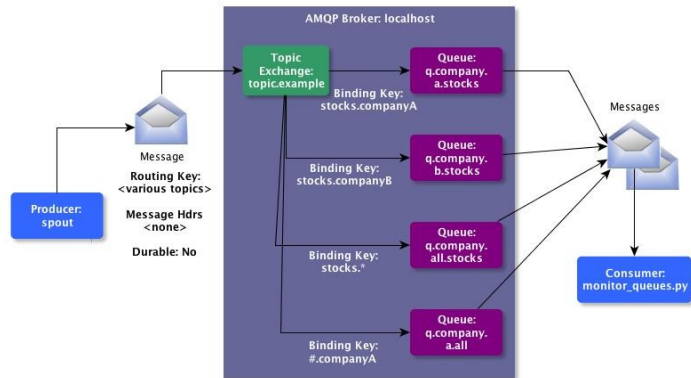 AMQP Broker: localhost
Topic
Exchange:
topic.example
Queue:
q.company.
a.stocks
Binding Key:
stocks.companyA
Message
Routing Key:
<various topics>
Message Hdrs
<none>
Durable: No
Producer:
spout
Queue:
q.company.
b.stocks
Binding Key:
stocks.companyB
Queue:
q.company.
all.stocks
Binding Key:
stocks.*
Queue:
q.company.
a.all
Binding Key:
#.companyA
Messages
Consumer:
monitor_queues.py